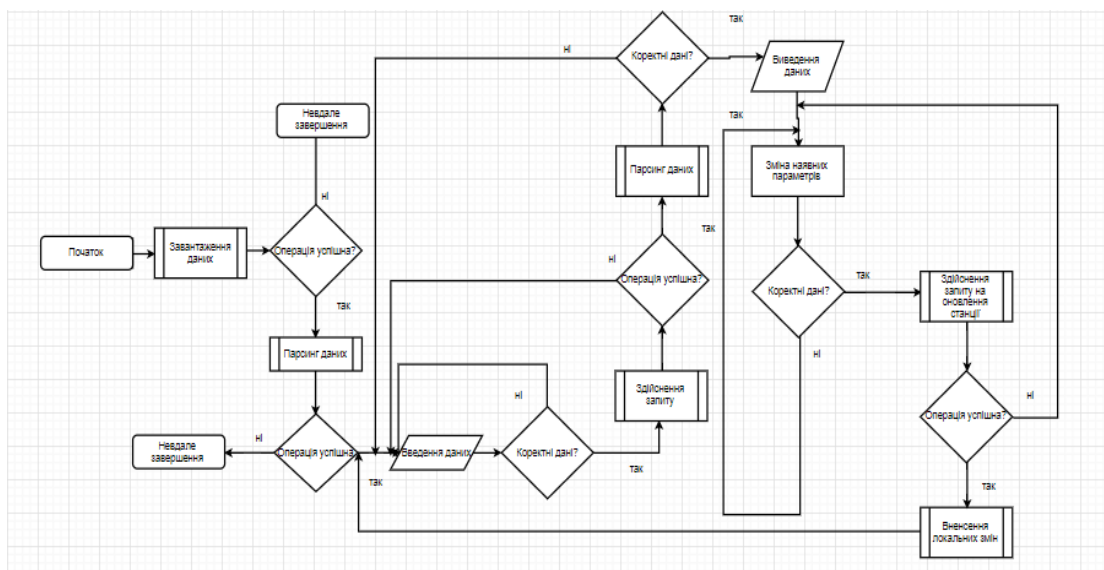 так
ні
Коректні дані?
Виведення
даних
Невдале
завершення
так
Парсинг даних
Зміна наявних
параметрів
ні
Початок
Завантаження
даних
Операція успішна?
так
так
ні
Операція успішна?
Коректні дані?
так
Здійснення
запиту на
оновлення
станції
так
Парсинг даних
ні
ні
Здійснення
запиту
ні
Операція успішна?
Невдале
завершення
ні
Операція успішна
Введення даних
Коректні дані?
так
так
так
Вненсення
локальних змін